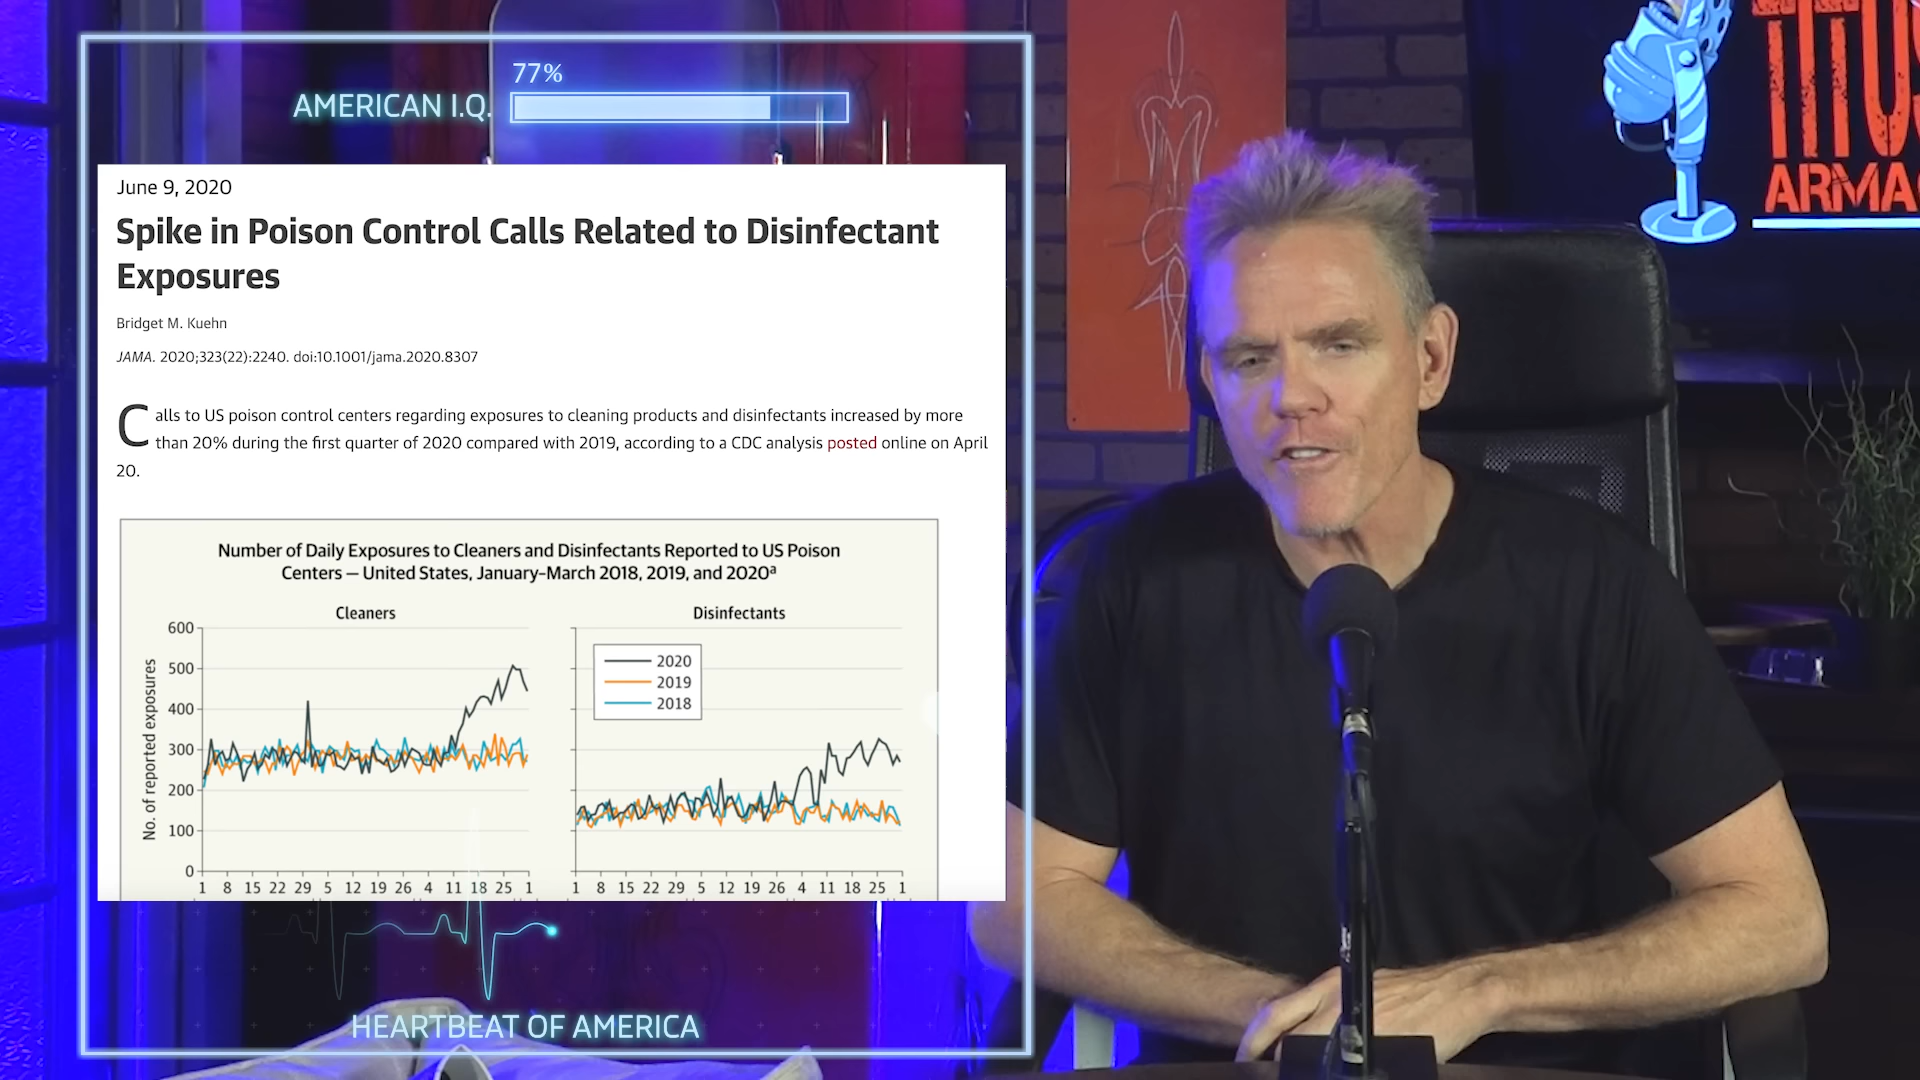 77%
AMERICAN I.Q.
June 9, 2020
Spike in Poison Control Calls Related to Disinfectant
Exposures
Bridget M. Kuehn
JAMA. 2020;323(22):2240. doi:10.1001/jama.2020.8307
Calls to US poison control centers regarding exposures to cleaning products and disinfectants increased by more
than 20% during the first quarter of 2020 compared with 2019, according to a CDC analysis posted online on April
20.
Number of Daily Exposures to Cleaners and Disinfectants Reported to US Poison
Centers — United States, January–March 2018, 2019, and 2020ᵃ
Cleaners
Disinfectants
No. of reported exposures
600
500
400
300
200
100
0
1 8 15 22 29 5 12 19 26 4 11 18 25 1
2020
2019
2018
1 8 15 22 29 5 12 19 26 4 11 18 25 1
HEARTBEAT OF AMERICA